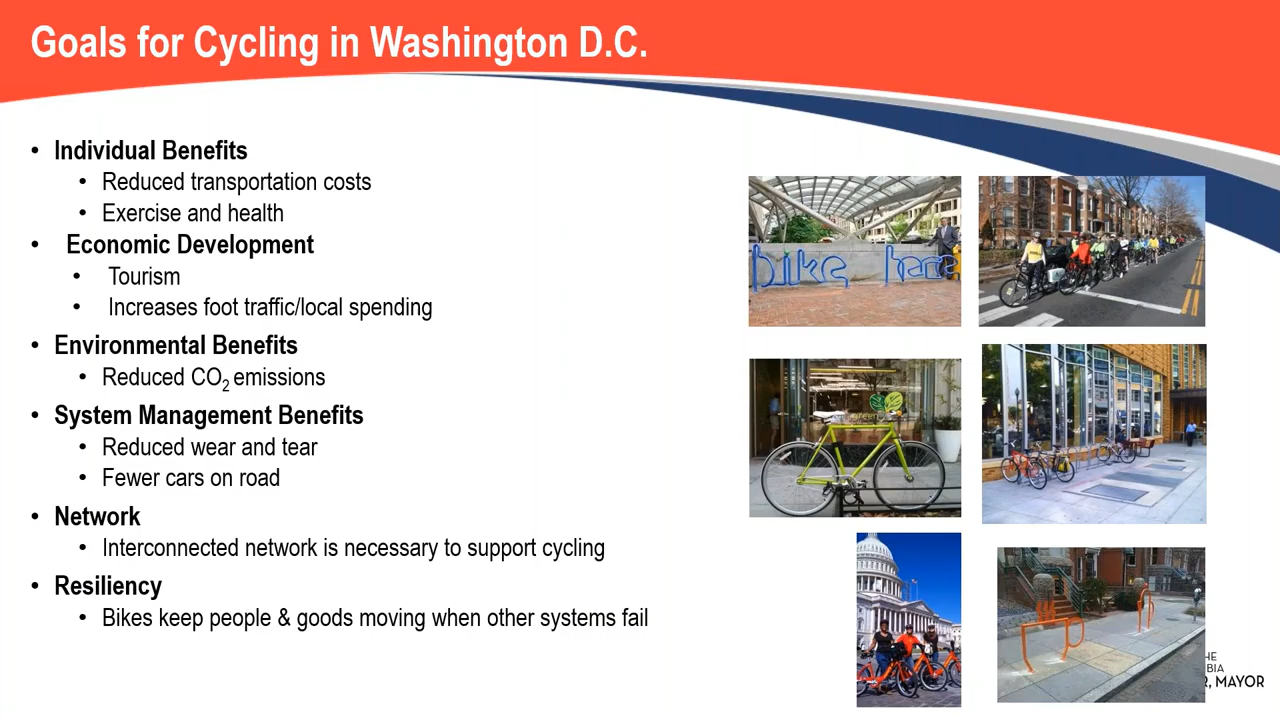 Goals for Cycling in Washington D.C.
• Individual Benefits
• Reduced transportation costs
• Exercise and health
• Economic Development
• Tourism
• Increases foot traffic/local spending
• Environmental Benefits
• Reduced CO₂ emissions
• System Management Benefits
• Reduced wear and tear
• Fewer cars on road
• Network
• Interconnected network is necessary to support cycling
• Resiliency
• Bikes keep people & goods moving when other systems fail
bike here
green
MAYOR